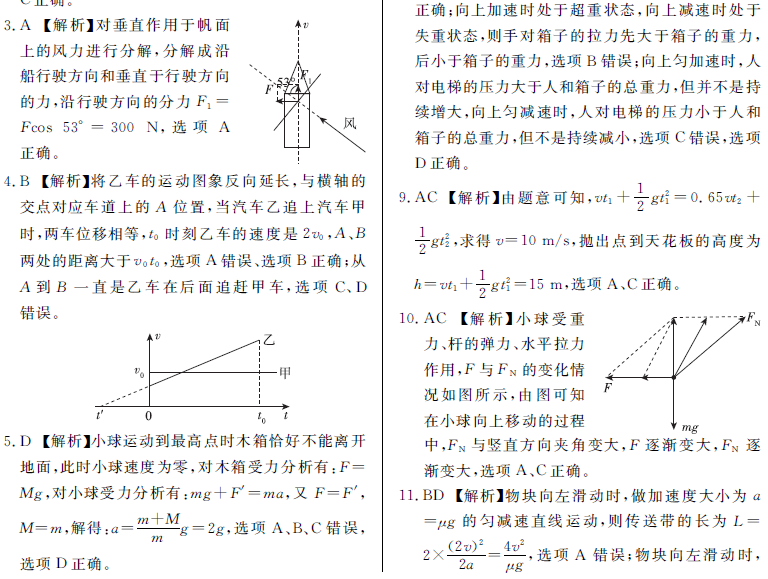 正确。
3. A 【解析】对垂直作用于帆面
上的风力进行分解,分解成沿
船行驶方向和垂直于行驶方向
的力,沿行驶方向的分力 F₁=
Fcos 53° = 300 N, 选项 A
正确。
v
53°
F
F₁
风
4. B 【解析】将乙车的运动图象反向延长,与横轴的
交点对应车道上的 A 位置,当汽车乙追上汽车甲
时,两车位移相等,t₀ 时刻乙车的速度是 2v₀,A、B
两处的距离大于 v₀t₀,选项 A 错误、选项 B 正确;从
A 到 B 一直是乙车在后面追赶甲车,选项 C、D
错误。
v
乙
v₀
甲
t′ 0 t₀ t
5. D 【解析】小球运动到最高点时木箱恰好不能离开
地面,此时小球速度为零,对木箱受力分析有:F=
Mg,对小球受力分析有:mg+F′=ma,又 F=F′,
M=m,解得:a=\frac{m+M}{m}g=2g,选项 A、B、C 错误,
选项 D 正确。
正确;向上加速时处于超重状态,向上减速时处于
失重状态,则手对箱子的拉力先大于箱子的重力,
后小于箱子的重力,选项 B 错误;向上匀加速时,人
对电梯的压力大于人和箱子的总重力,但并不是持
续增大,向上匀减速时,人对电梯的压力小于人和
箱子的总重力,但不是持续减小,选项 C 错误,选项
D 正确。
9. AC 【解析】由题意可知,vt₁+\frac{1}{2}gt₁²=0.65vt₂+
\frac{1}{2}gt₂²,求得 v=10 m/s,抛出点到天花板的高度为
h=vt₁+\frac{1}{2}gt₁²=15 m,选项 A、C 正确。
10. AC 【解析】小球受重
力、杆的弹力、水平拉力
作用,F 与 F_N 的变化情
况如图所示,由图可知
在小球向上移动的过程
F_N
F
mg
中,F_N 与竖直方向夹角变大,F 逐渐变大,F_N 逐
渐变大,选项 A、C 正确。
11. BD 【解析】物块向左滑动时,做加速度大小为 a
=μg 的匀减速直线运动,则传送带的长为 L=
2×\frac{(2v)²}{2a}=\frac{4v²}{μg},选项 A 错误;物块向左滑动时,